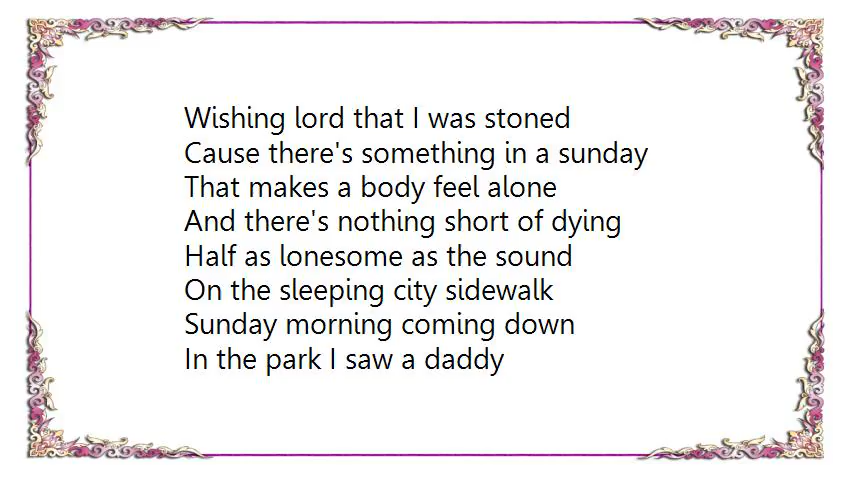 Wishing lord that I was stoned
Cause there's something in a sunday
That makes a body feel alone
And there's nothing short of dying
Half as lonesome as the sound
On the sleeping city sidewalk
Sunday morning coming down
In the park I saw a daddy